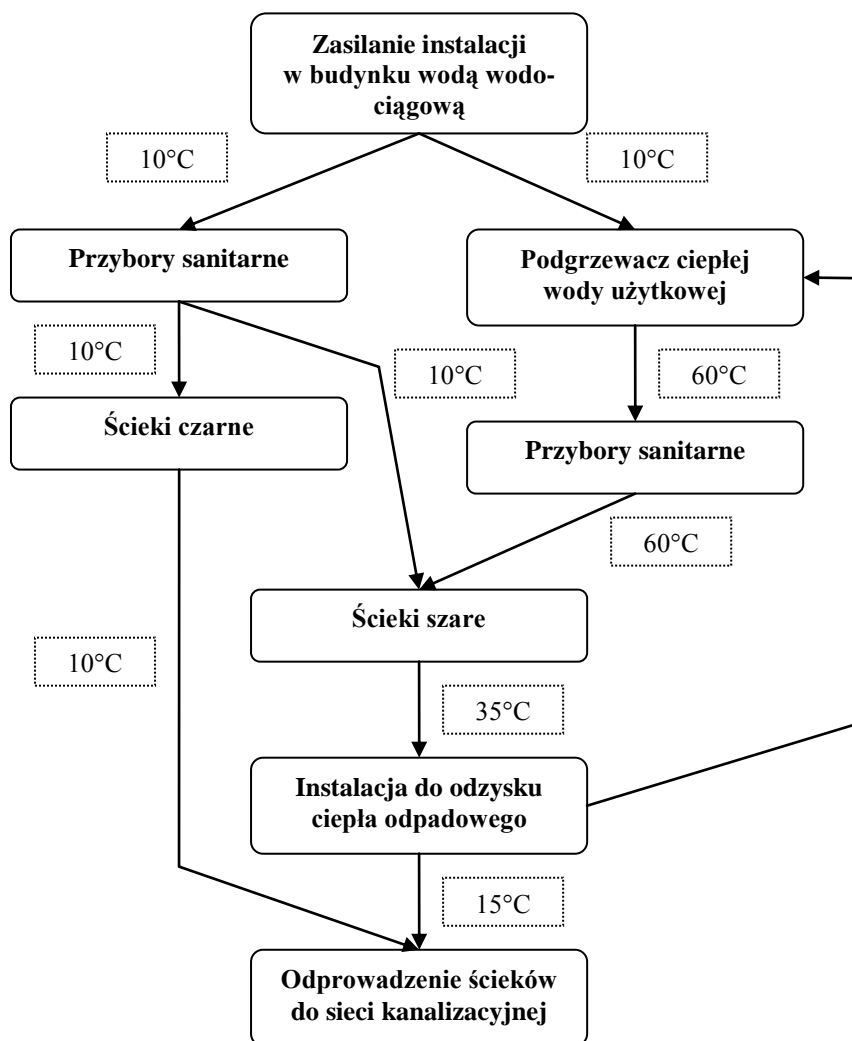 Zasilanie instalacji
w budynku wodą wodo-
ciągową
10°C
10°C
Przybory sanitarne
Podgrzewacz ciepłej
wody użytkowej
10°C
10°C
60°C
Ścieki czarne
Przybory sanitarne
60°C
Ścieki szare
10°C
35°C
Instalacja do odzysku
ciepła odpadowego
15°C
Odprowadzenie ścieków
do sieci kanalizacyjnej